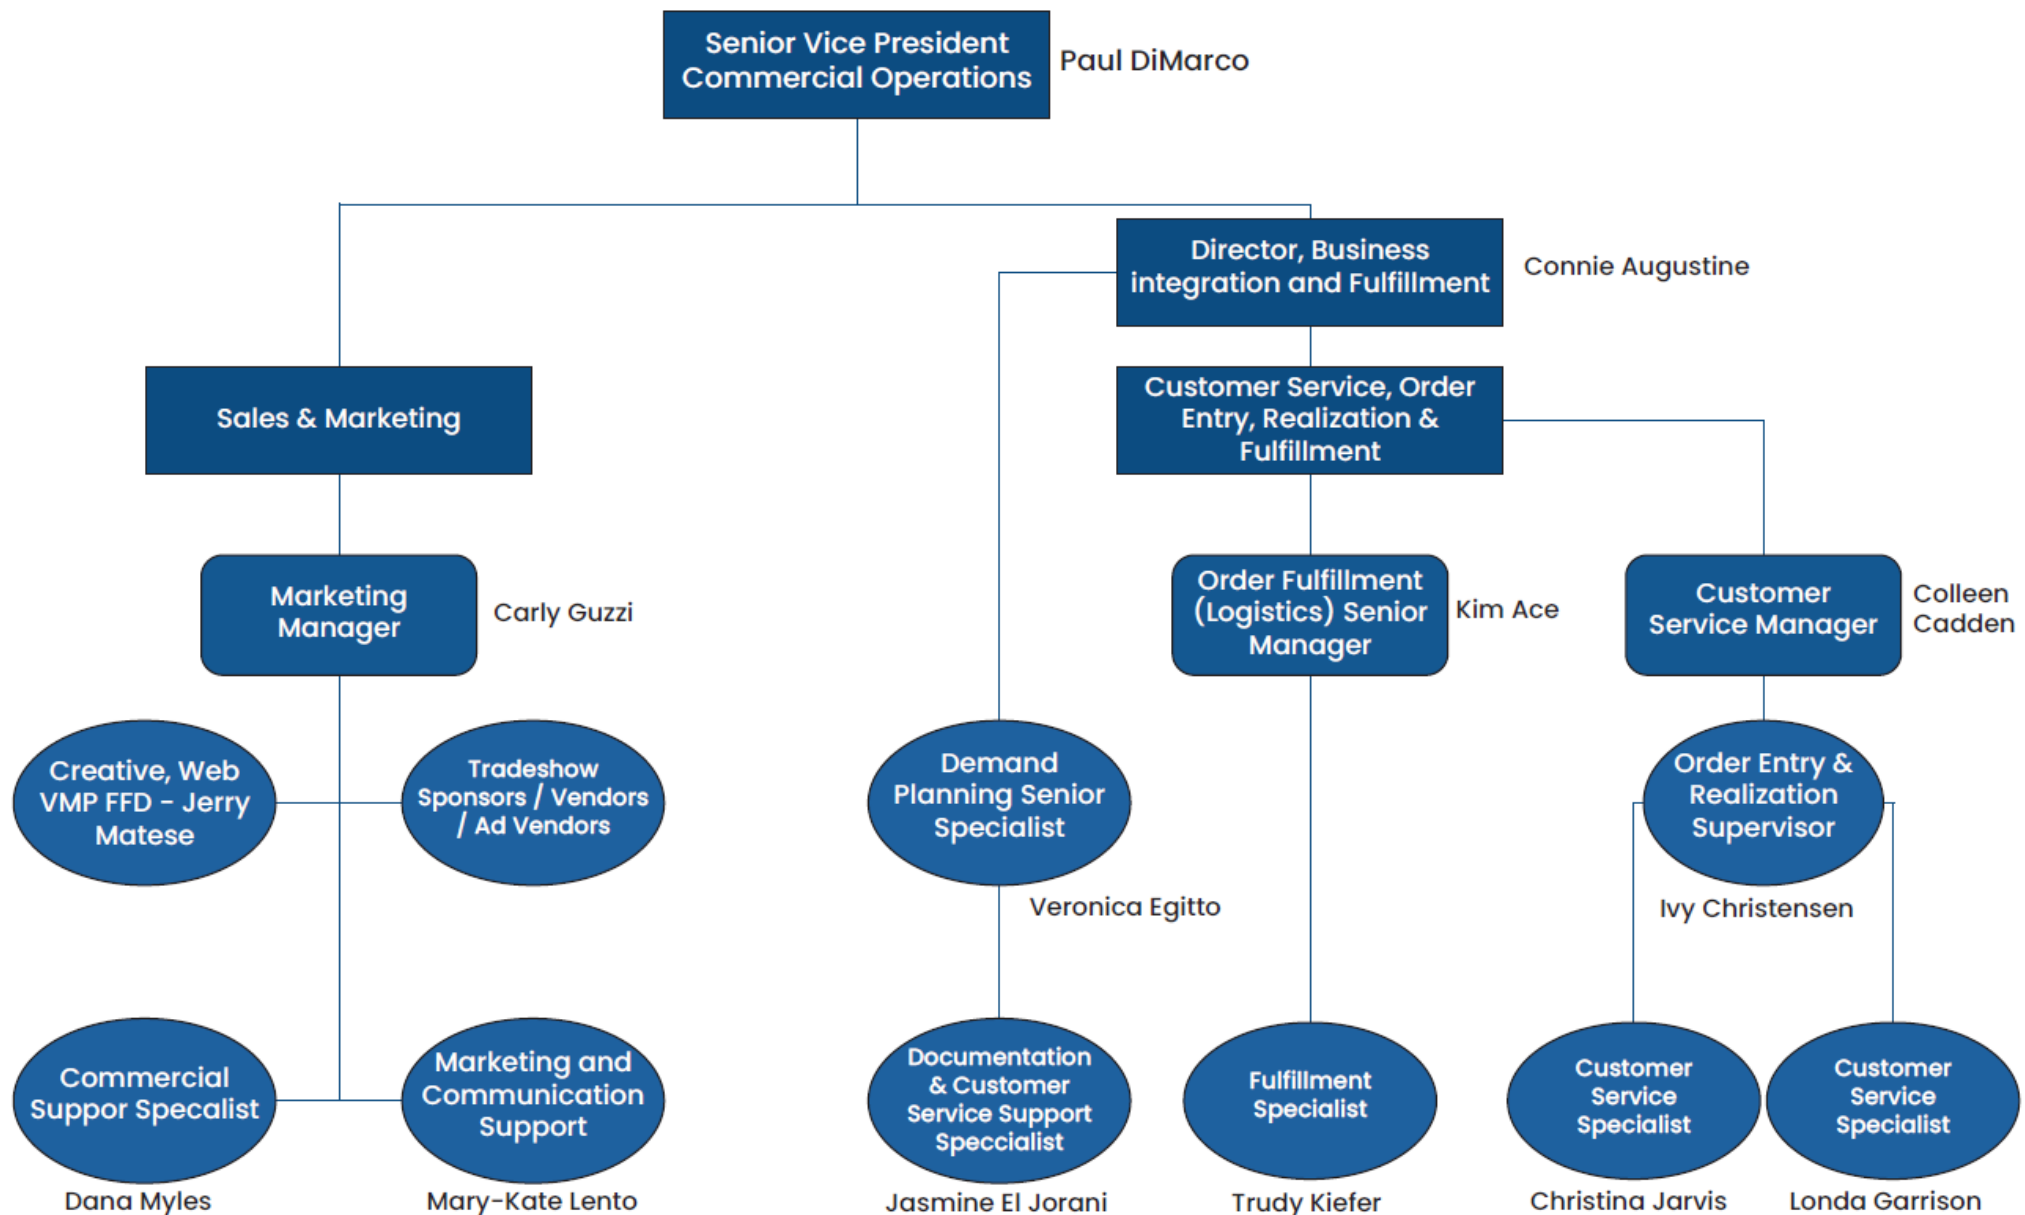 Senior Vice President
Commercial Operations
Paul DiMarco
Director, Business
integration and Fulfillment
Connie Augustine
Sales & Marketing
Customer Service, Order
Entry, Realization &
Fulfillment
Marketing
Manager
Carly Guzzi
Order Fulfillment
(Logistics) Senior
Manager
Kim Ace
Customer
Service Manager
Colleen
Cadden
Creative, Web
VMP FFD - Jerry
Matese
Tradeshow
Sponsors / Vendors
/ Ad Vendors
Demand
Planning Senior
Specialist
Veronica Egitto
Order Entry &
Realization
Supervisor
Ivy Christensen
Commercial
Suppor Specalist
Dana Myles
Marketing and
Communication
Support
Mary-Kate Lento
Documentation
& Customer
Service Support
Speccialist
Jasmine El Jorani
Fulfillment
Specialist
Trudy Kiefer
Customer
Service
Specialist
Christina Jarvis
Customer
Service
Specialist
Londa Garrison